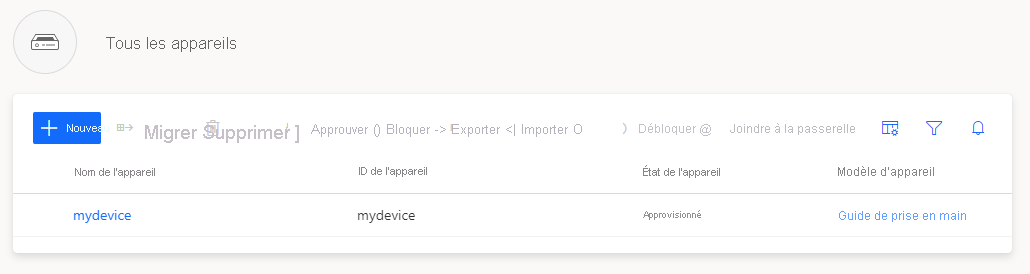 Tous les appareils
Nouveau Migrer Supprimer ] Approuver () Bloquer -> Exporter <| Importer O ) Débloquer @ Joindre à la passerelle
Nom de l'appareil ID de l'appareil État de l'appareil Modèle d'appareil
mydevice mydevice Approvisionné Guide de prise en main